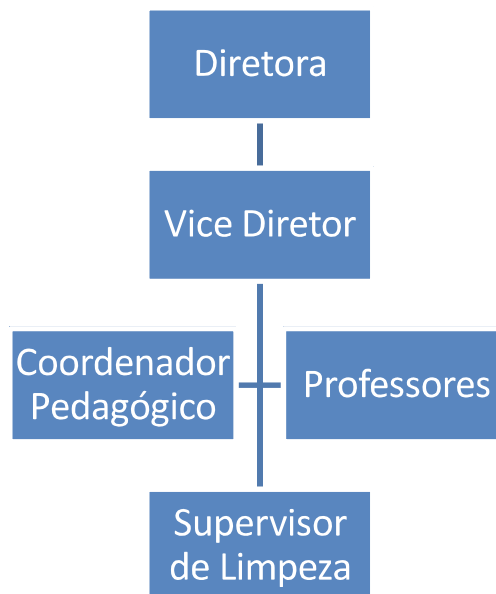 Diretora
Vice Diretor
Coordenador
Pedagógico
Professores
Supervisor
de Limpeza